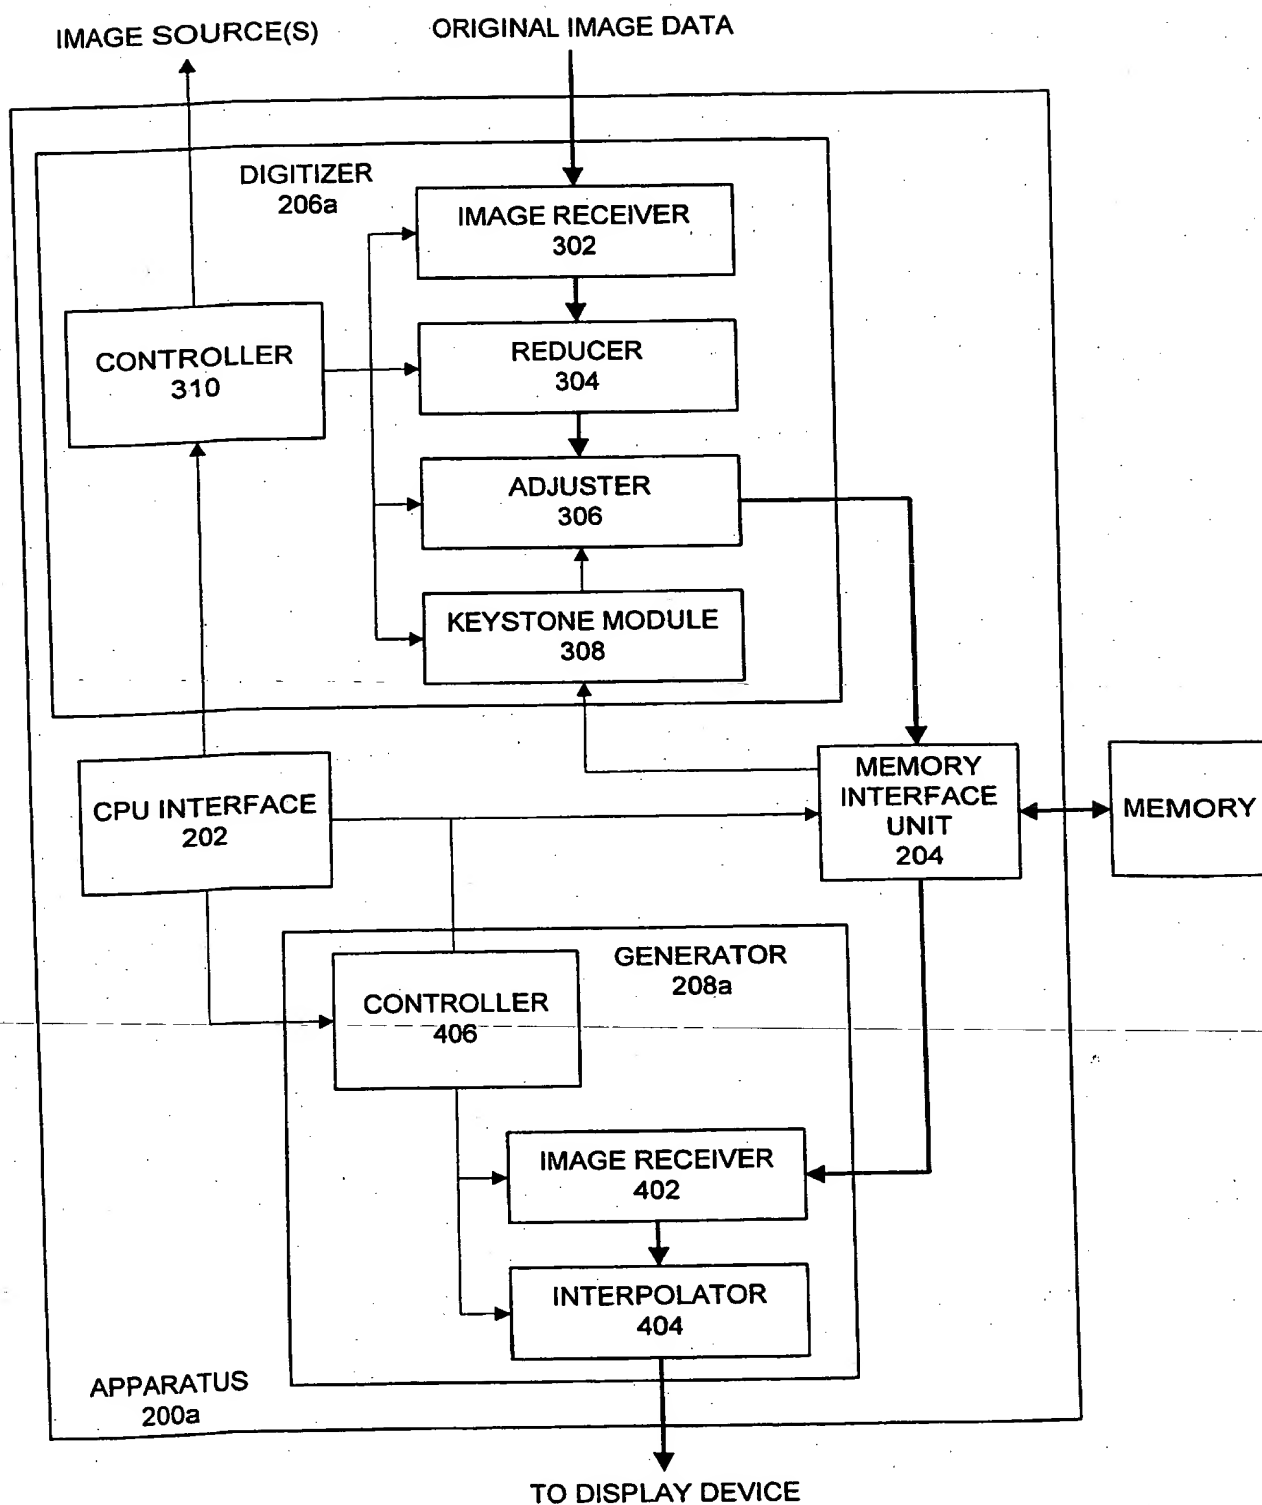 IMAGE SOURCE(S)
ORIGINAL IMAGE DATA
DIGITIZER
206a
IMAGE RECEIVER
302
CONTROLLER
310
REDUCER
304
ADJUSTER
306
KEYSTONE MODULE
308
CPU INTERFACE
202
MEMORY
INTERFACE
UNIT
204
MEMORY
GENERATOR
208a
CONTROLLER
406
IMAGE RECEIVER
402
INTERPOLATOR
404
APPARATUS
200a
TO DISPLAY DEVICE